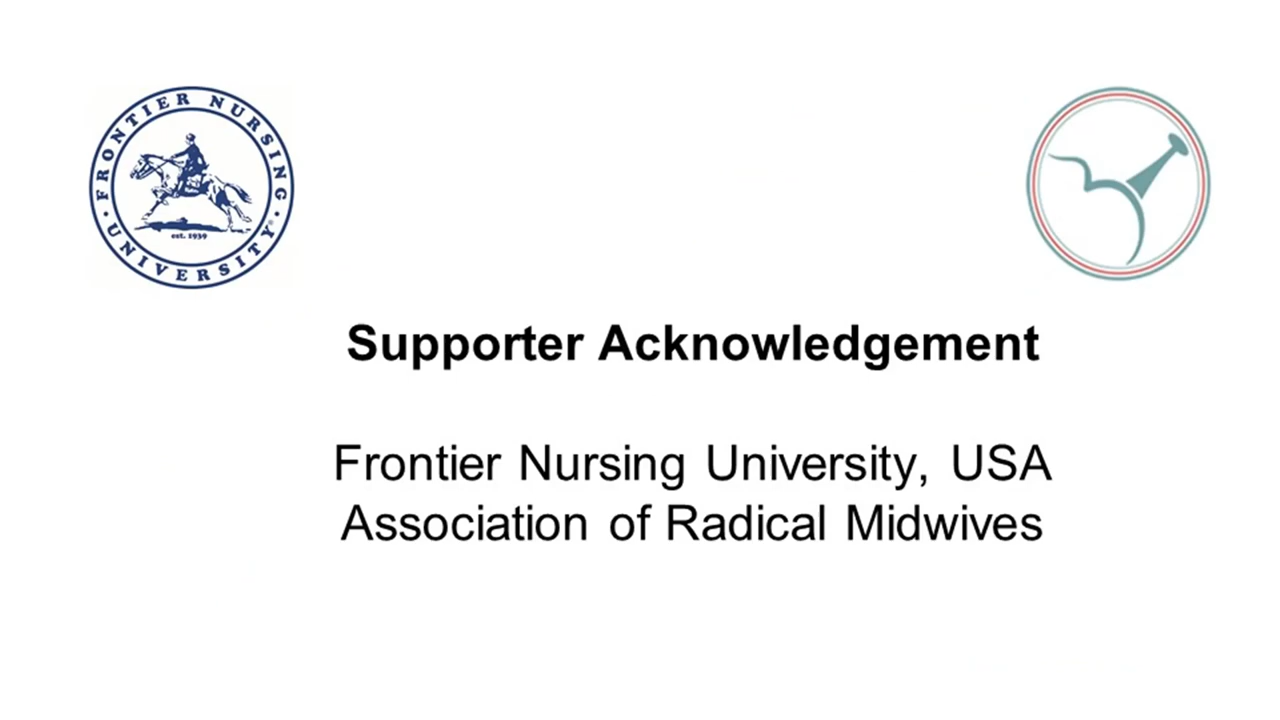 FRONTIER NURSING
UNIVERSITY®
est. 1939
Supporter Acknowledgement
Frontier Nursing University, USA
Association of Radical Midwives